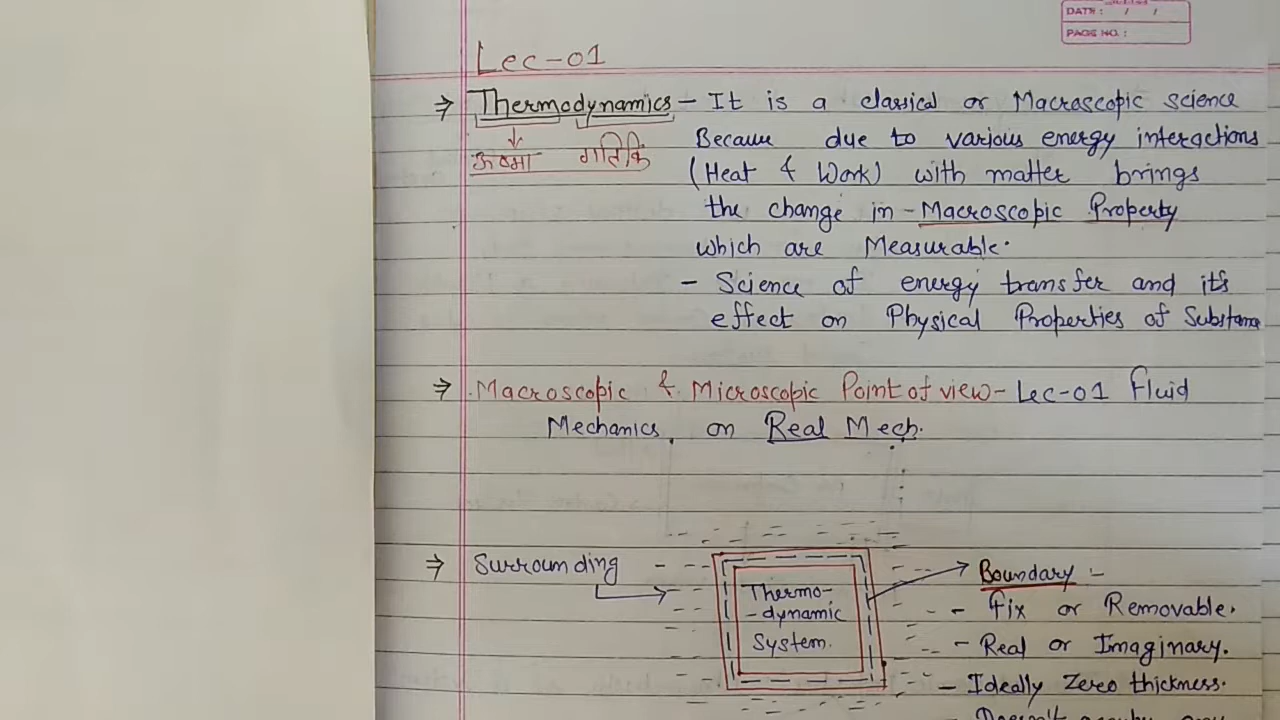 DATE: / /
PAGE NO.:
Lec-01
⇒ Thermodynamics - It is a classical or Macroscopic science
ऊष्मा गतिकि
Because due to various energy interactions
(Heat & Work) with matter brings
the change in - Macroscopic Property
which are Measurable.
- Science of energy transfer and it's
effect on Physical Properties of
⇒ Macroscopic & Microscopic Point of view - Lec-01 Fluid
Mechanics, on Real Mech.
⇒ Surrounding
Thermo-
-dynamic
System.
Boundary :-
- Fix or Removable.
- Real or Imaginary.
- Ideally Zero thickness.